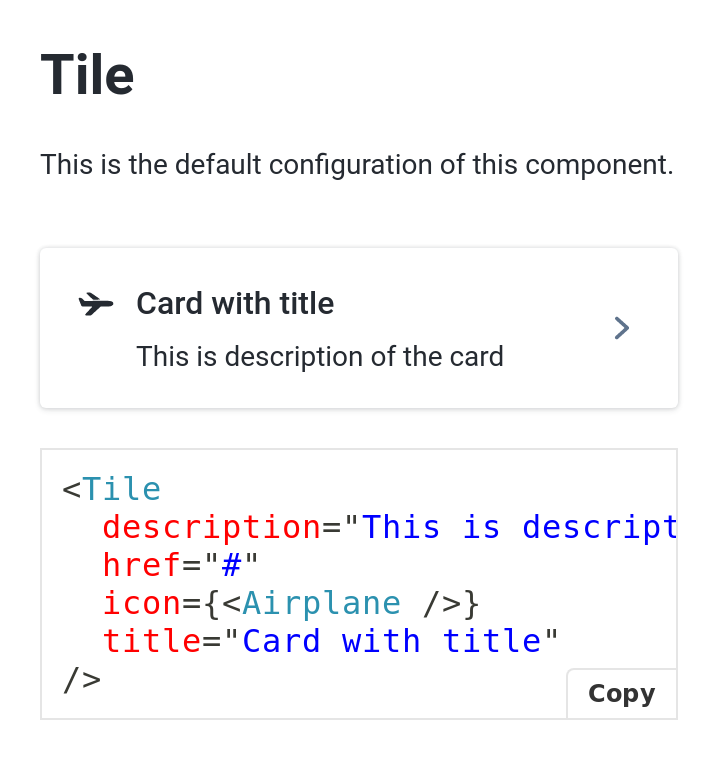 Tile
This is the default configuration of this component.
Card with title
This is description of the card
<Tile
  description="This is descript
  href="#"
  icon={<Airplane />}
  title="Card with title"
/>
Copy